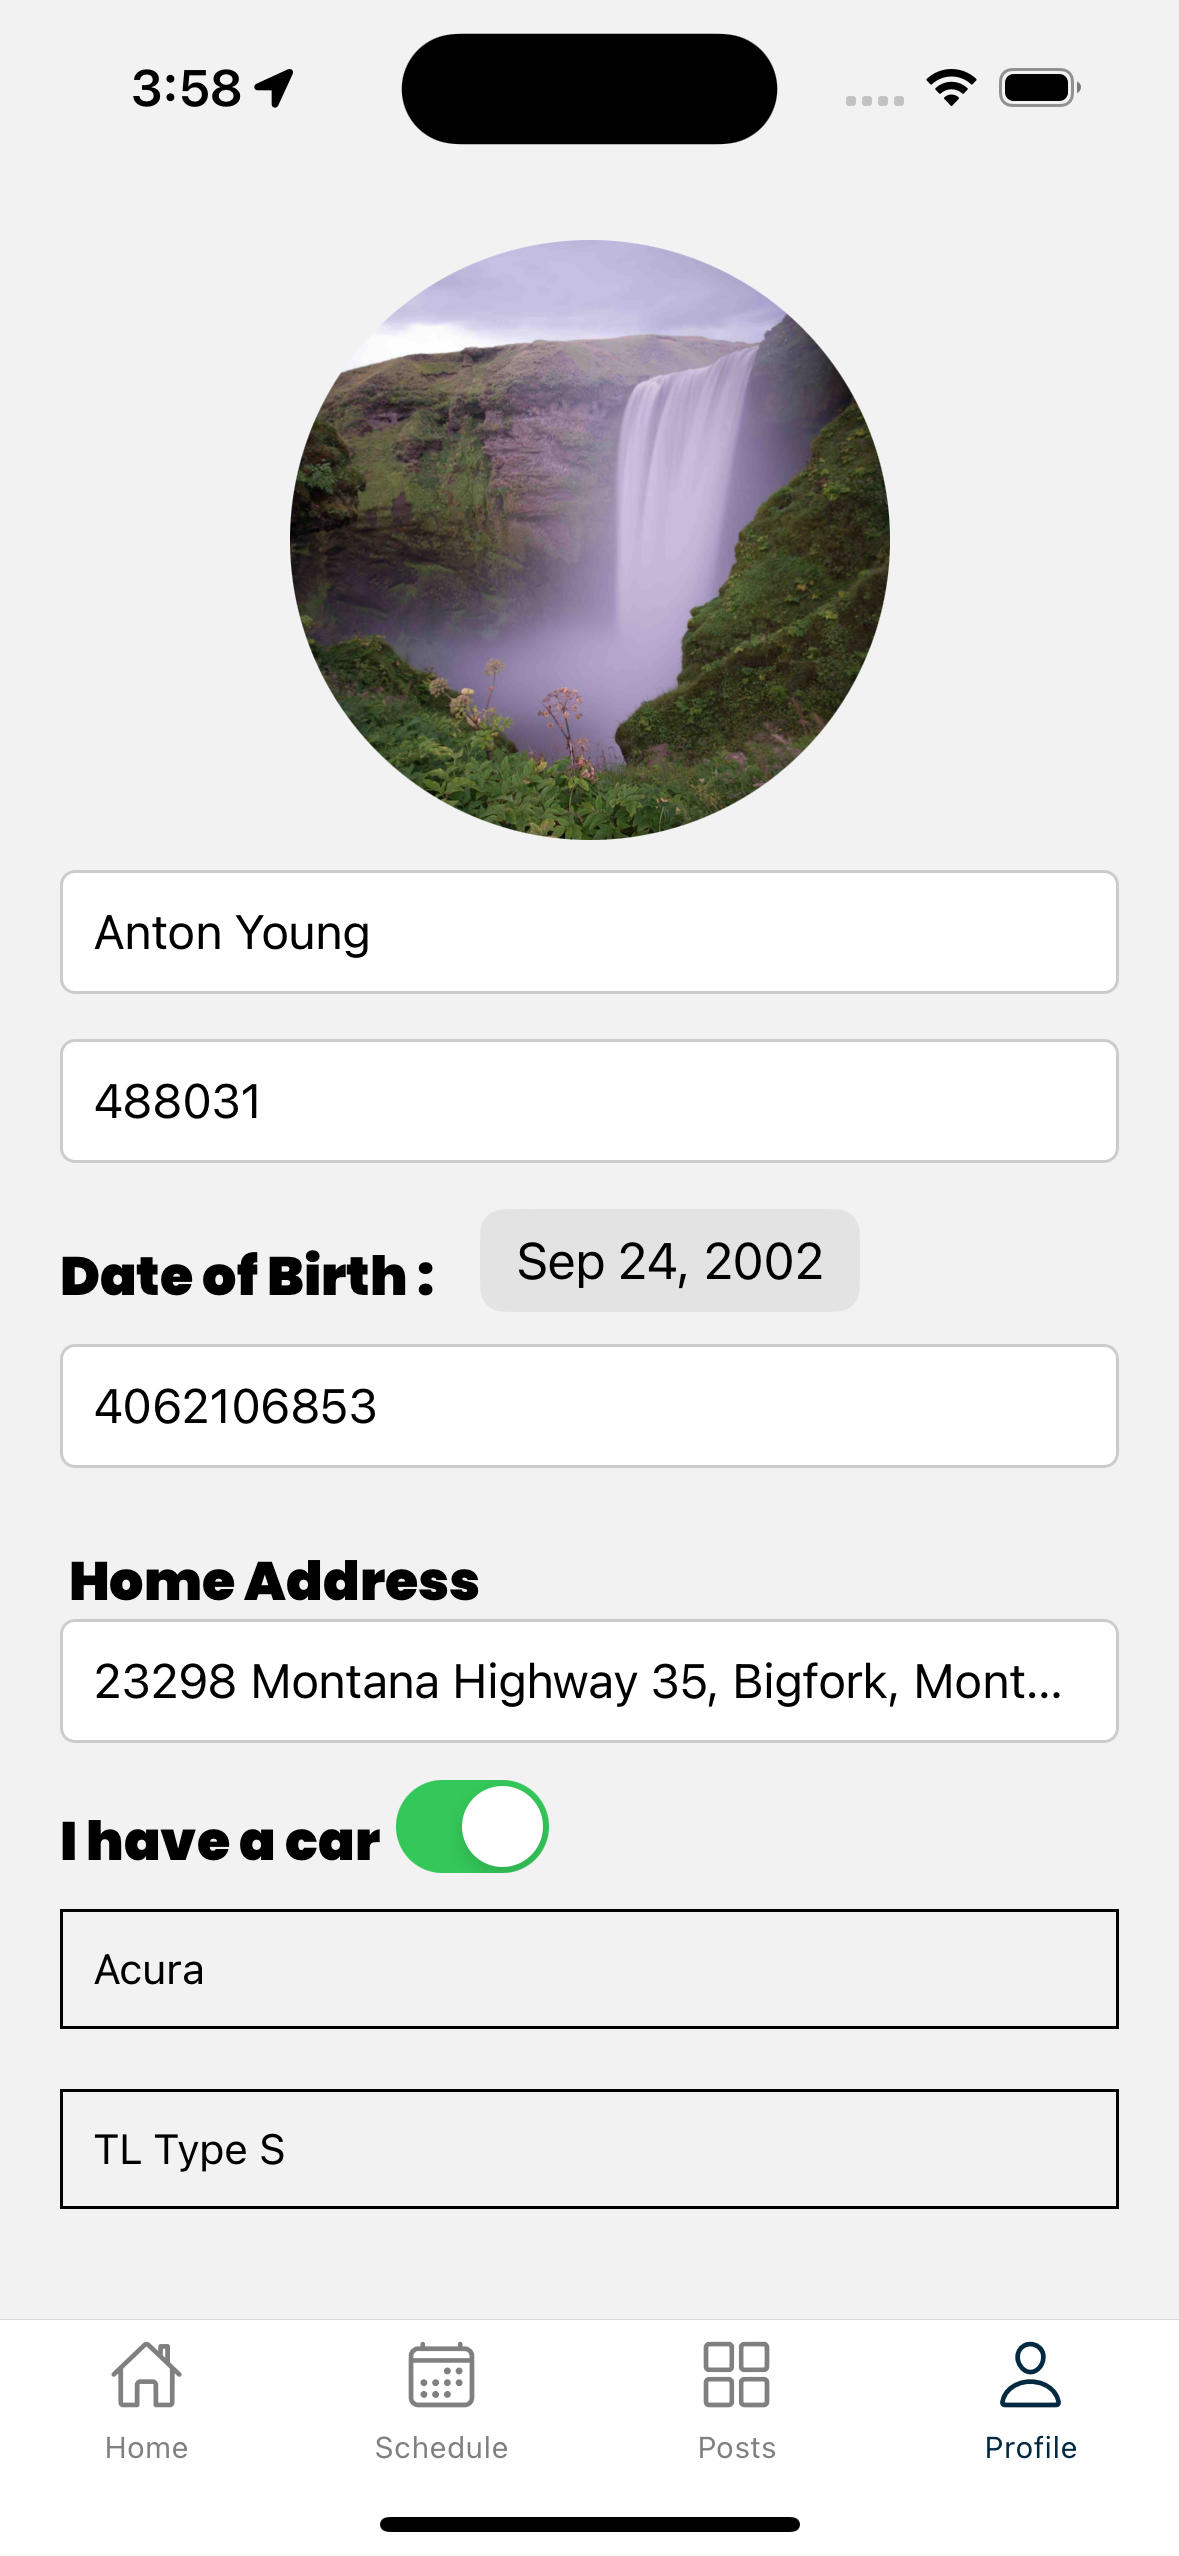 3:58
Anton Young
488031
Date of Birth :
Sep 24, 2002
4062106853
Home Address
23298 Montana Highway 35, Bigfork, Mont...
I have a car
Acura
TL Type S
Home
Schedule
Posts
Profile